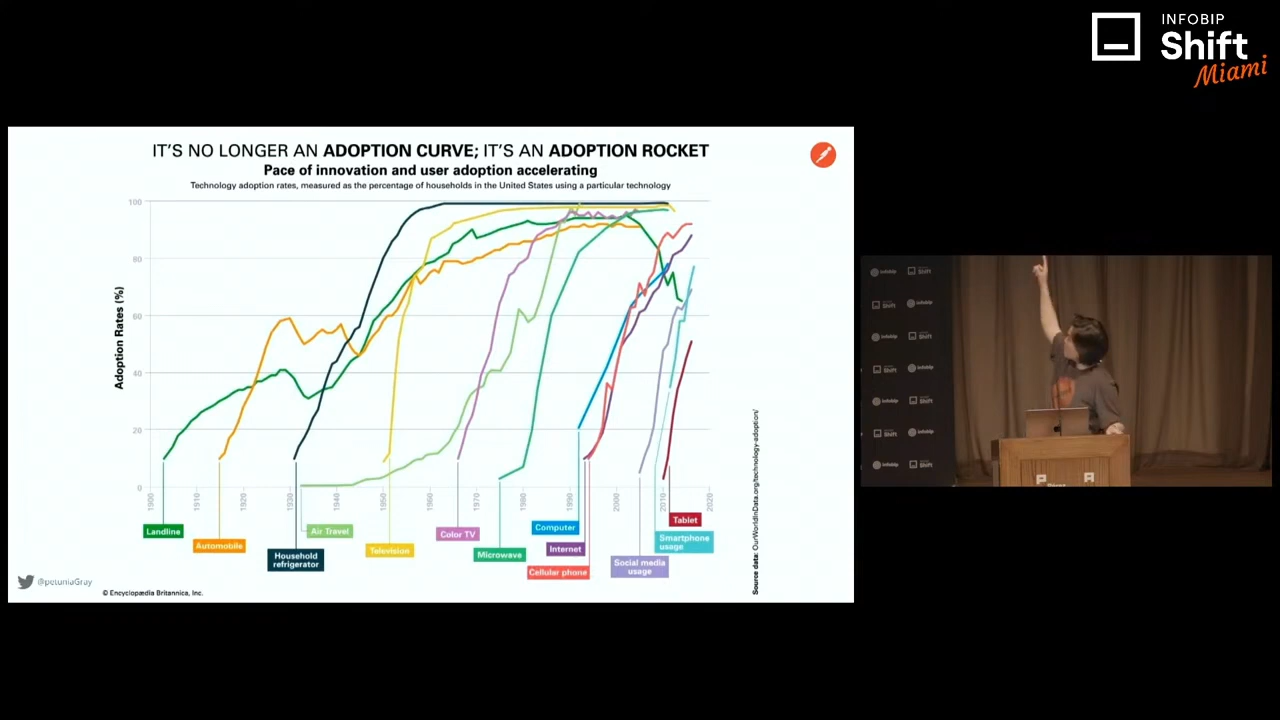 INFOBIP
Shift
Miami
IT'S NO LONGER AN ADOPTION CURVE; IT'S AN ADOPTION ROCKET
Pace of innovation and user adoption accelerating
Technology adoption rates, measured as the percentage of households in the United States using a particular technology
Adoption Rates (%)
100
80
60
40
20
0
1900
1910
1920
1930
1940
1950
1960
1970
1980
1990
2000
2010
2020
Landline
Automobile
Household
refrigerator
Air Travel
Television
Color TV
Microwave
Computer
Internet
Cellular phone
Social media
usage
Smartphone
usage
Tablet
Source data: OurWorldInData.org/technology-adoption/
@petuniaGray
© Encyclopædia Britannica, Inc.
infobip
Shift